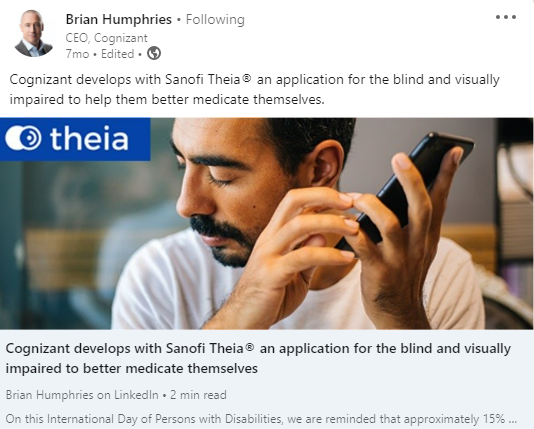 Brian Humphries • Following
CEO, Cognizant
7mo • Edited •
Cognizant develops with Sanofi Theia® an application for the blind and visually
impaired to help them better medicate themselves.
theia
Cognizant develops with Sanofi Theia® an application for the blind and visually
impaired to better medicate themselves
Brian Humphries on LinkedIn • 2 min read
On this International Day of Persons with Disabilities, we are reminded that approximately 15% ...